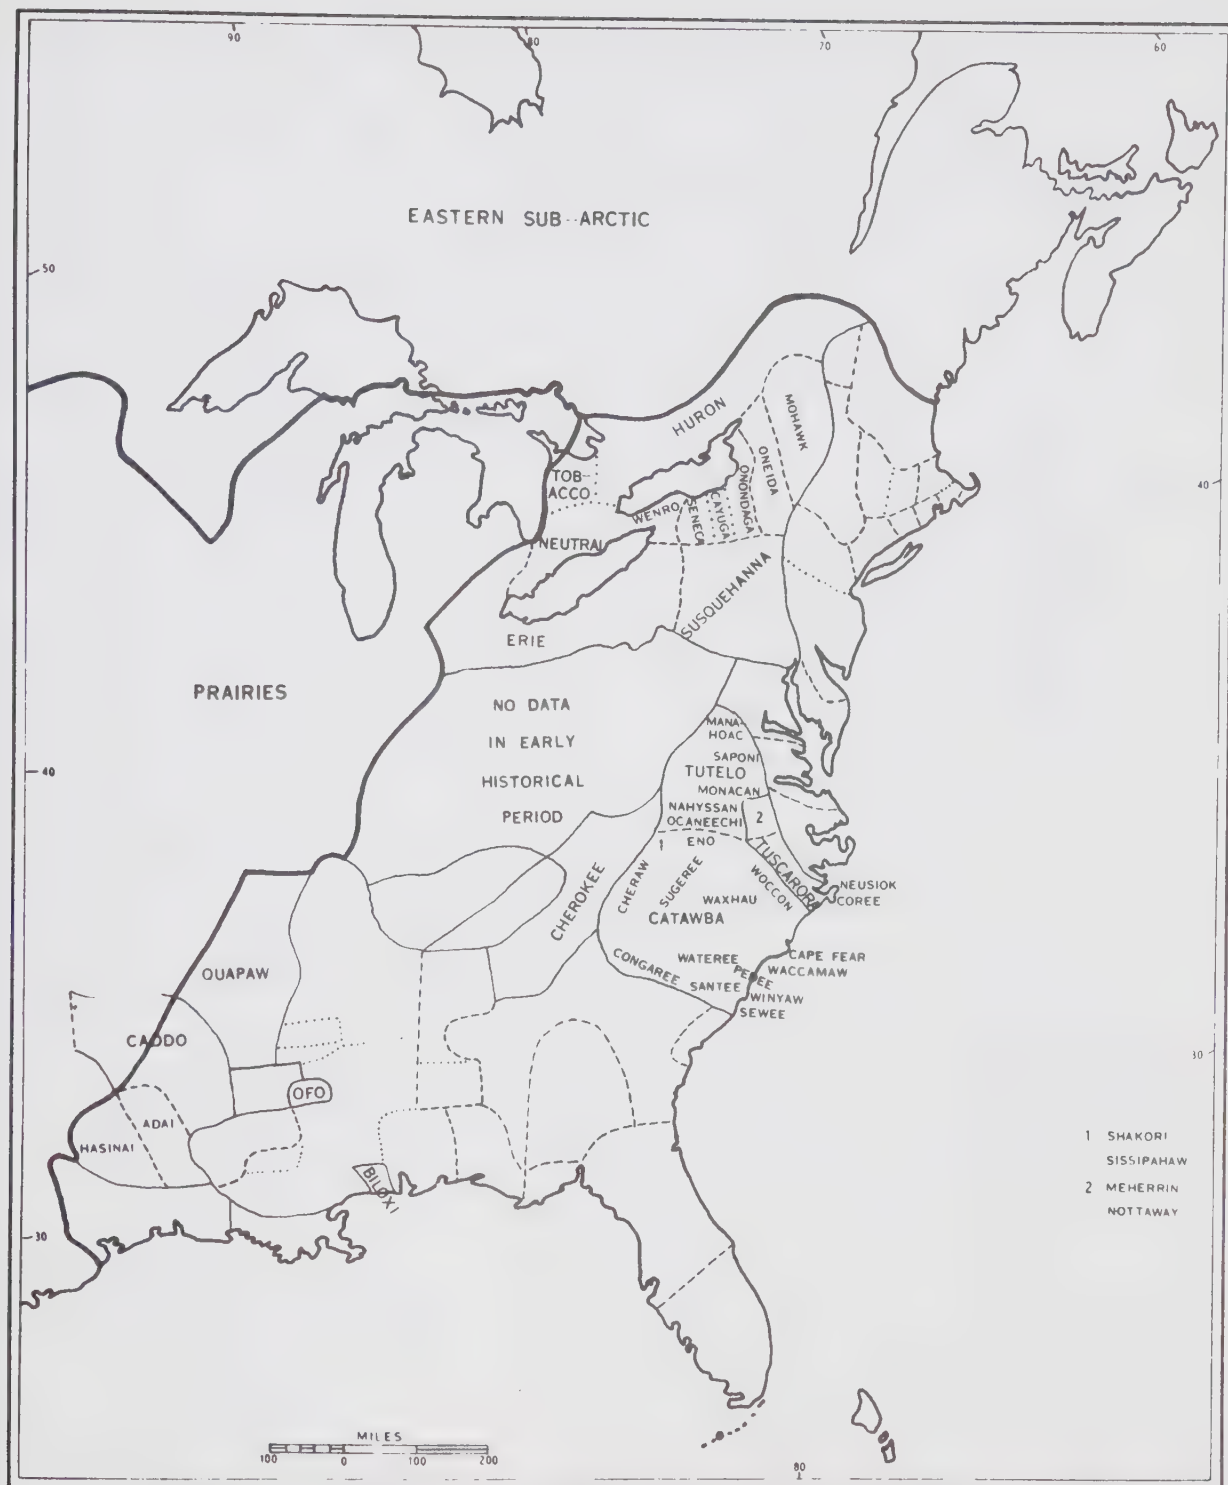 90
80
70
60
EASTERN SUB-ARCTIC
50
HURON
MOHAWK
ONEIDA
ONONDAGA
CAYUGA
SENECA
WENRO
TOB-
ACCO
40
NEUTRAL
SUSQUEHANNA
ERIE
PRAIRIES
NO DATA
IN EARLY
HISTORICAL
PERIOD
MANA-
HOAC
SAPONI
TUTELO
MONACAN
40
NAHYSSAN
OCANEECHI
2
1
ENO
TUSCARORA
WOCCON
CHERAW
SUGEREE
CHEROKEE
NEUSIOK
COREE
WAXHAU
CATAWBA
CONGAREE
WATEREE
PEDEE
CAPE FEAR
WACCAMAW
SANTEE
WINYAW
SEWEE
QUAPAW
CADDO
30
OFO
ADAI
HASINAI
BILOXI
1 SHAKORI
SISSIPAHAW
2 MEHERRIN
NOTTAWAY
30
MILES
100 0 100 200
80